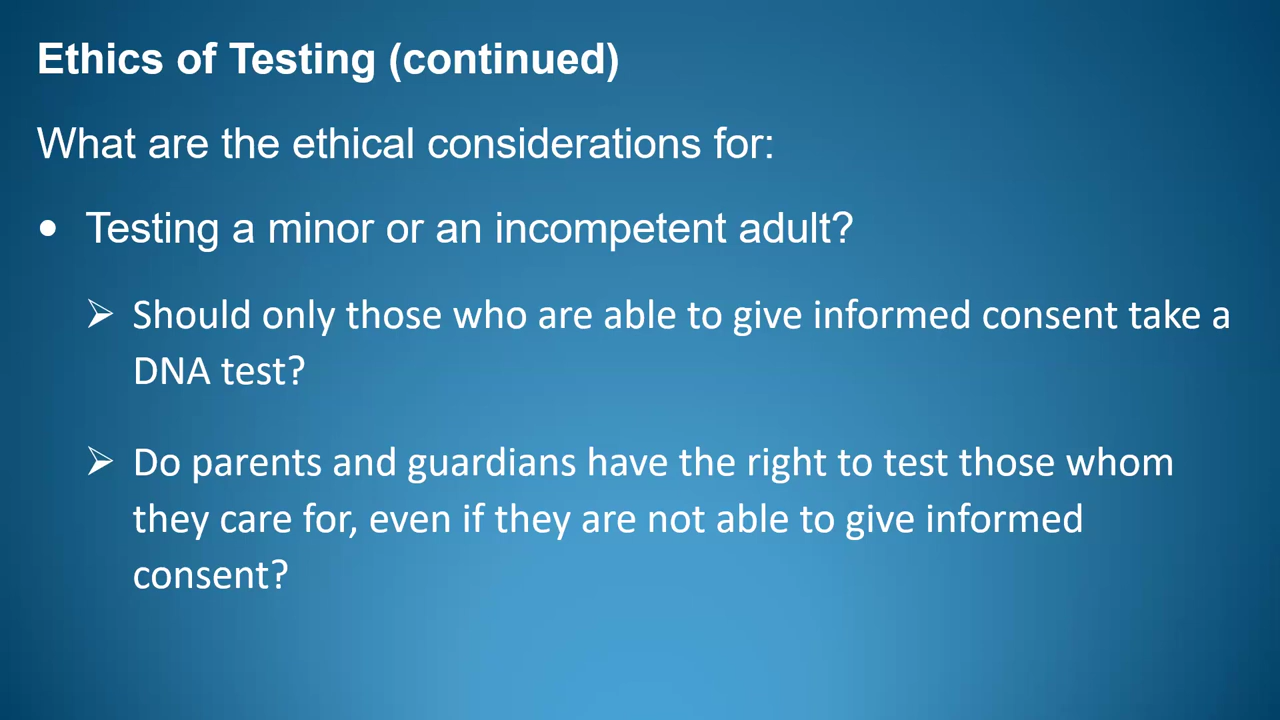 Ethics of Testing (continued)
What are the ethical considerations for:
• Testing a minor or an incompetent adult?
➢ Should only those who are able to give informed consent take a
DNA test?
➢ Do parents and guardians have the right to test those whom
they care for, even if they are not able to give informed
consent?